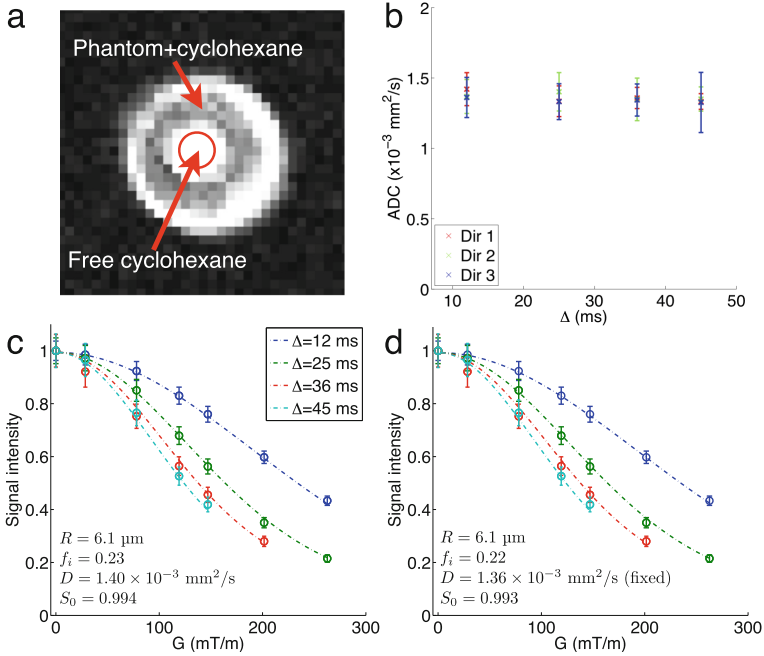 a
Phantom+cyclohexane
Free cyclohexane
b
2
1.5
1
0.5
0
ADC (x10⁻³ mm²/s)
Dir 1
Dir 2
Dir 3
10 20 30 40 50
Δ (ms)
c
1
0.8
0.6
0.4
0.2
0
Signal intensity
Δ=12 ms
Δ=25 ms
Δ=36 ms
Δ=45 ms
R = 6.1 µm
fᵢ = 0.23
D = 1.40 × 10⁻³ mm²/s
S₀ = 0.994
0 100 200 300
G (mT/m)
d
1
0.8
0.6
0.4
0.2
0
Signal intensity
R = 6.1 µm
fᵢ = 0.22
D = 1.36 × 10⁻³ mm²/s (fixed)
S₀ = 0.993
0 100 200 300
G (mT/m)